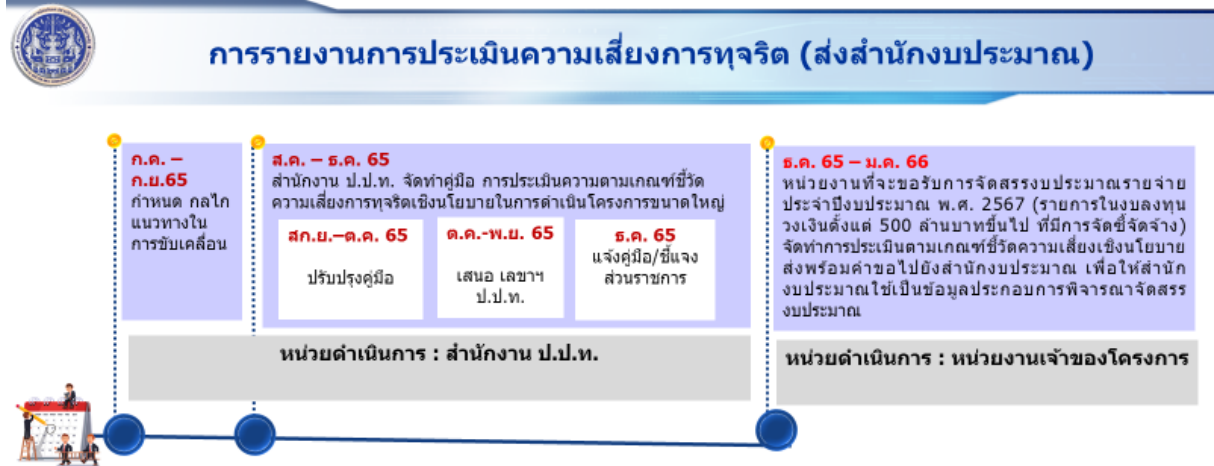 การรายงานการประเมินความเสี่ยงการทุจริต (ส่งสำนักงบประมาณ)
ก.ค. –
ก.ย.65
กำหนด กลไก
แนวทางใน
การขับเคลื่อน
ส.ค. – ธ.ค. 65
สำนักงาน ป.ป.ท. จัดทำคู่มือ การประเมินความตามเกณฑ์ชี้วัด
ความเสี่ยงการทุจริตเชิงนโยบายในการดำเนินโครงการขนาดใหญ่
สก.ย.–ต.ค. 65
ปรับปรุงคู่มือ
ต.ค.-พ.ย. 65
เสนอ เลขาฯ
ป.ป.ท.
ธ.ค. 65
แจ้งคู่มือ/ชี้แจง
ส่วนราชการ
หน่วยดำเนินการ : สำนักงาน ป.ป.ท.
ธ.ค. 65 – ม.ค. 66
หน่วยงานที่จะขอรับการจัดสรรงบประมาณรายจ่าย
ประจำปีงบประมาณ พ.ศ. 2567 (รายการในงบลงทุน
วงเงินตั้งแต่ 500 ล้านบาทขึ้นไป ที่มีการจัดซื้จัดจ้าง)
จัดทำการประเมินตามเกณฑ์ชี้วัดความเสี่ยงเชิงนโยบาย
ส่งพร้อมคำขอไปยังสำนักงบประมาณ เพื่อให้สำนัก
งบประมาณใช้เป็นข้อมูลประกอบการพิจารณาจัดสรร
งบประมาณ
หน่วยดำเนินการ : หน่วยงานเจ้าของโครงการ